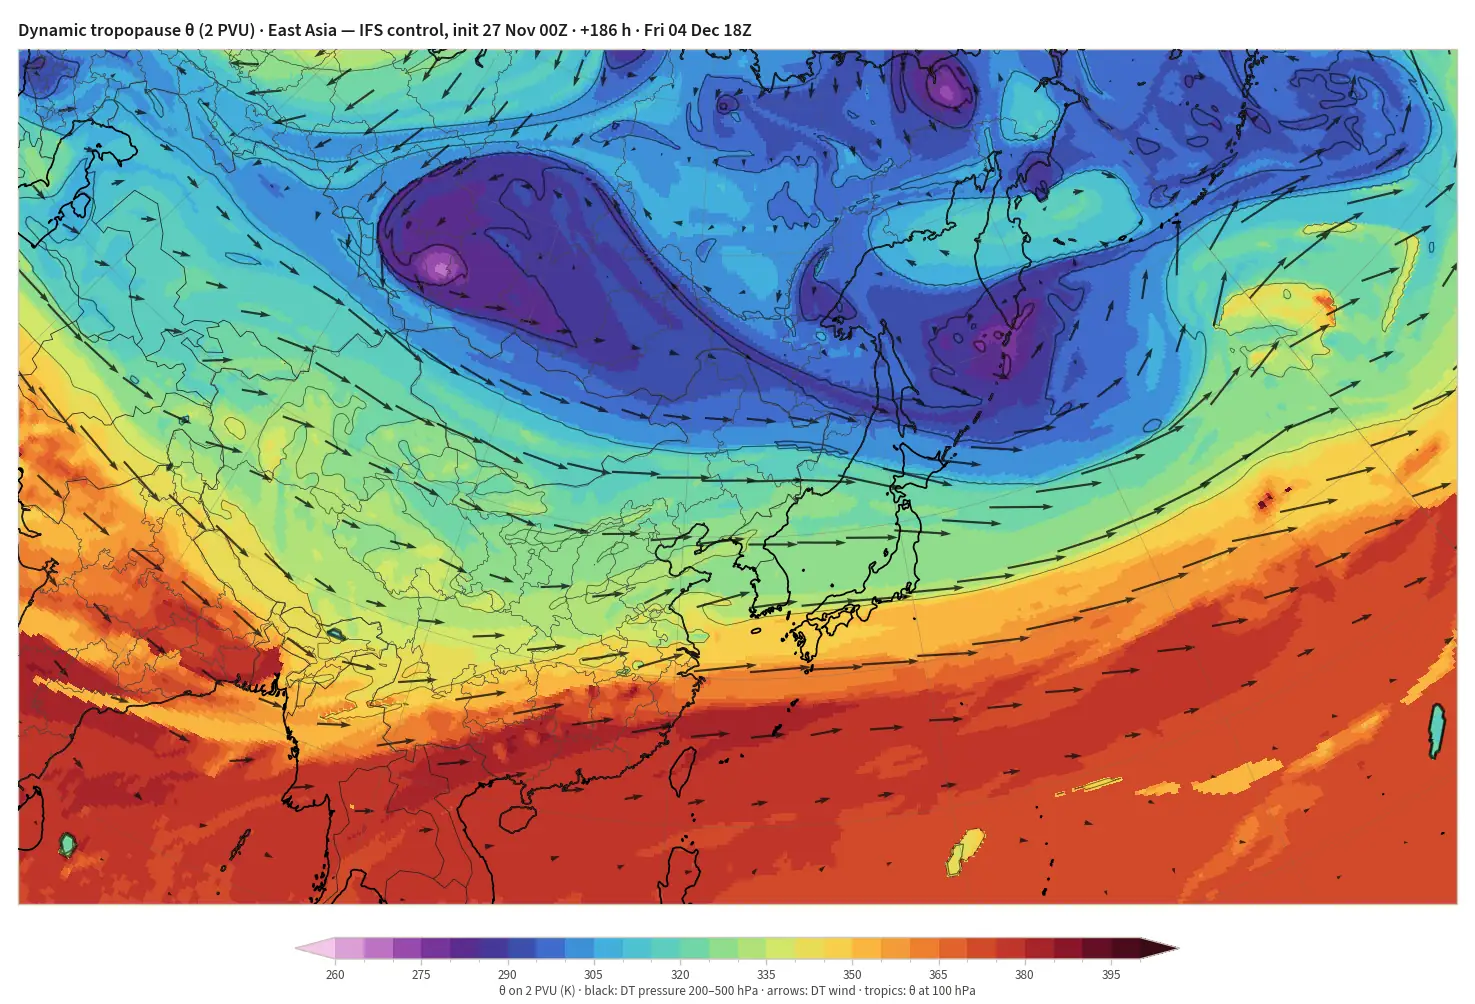 Dynamic tropopause θ (2 PVU) · East Asia — IFS control, init 27 Nov 00Z · +186 h · Fri 04 Dec 18Z
260 275 290 305 320 335 350 365 380 395
θ on 2 PVU (K) · black: DT pressure 200–500 hPa · arrows: DT wind · tropics: θ at 100 hPa